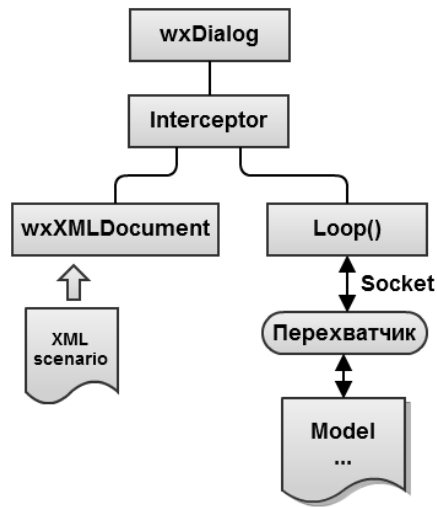 wxDialog
Interceptor
wxXMLDocument
Loop()
Socket
XML
scenario
Перехватчик
Model
...